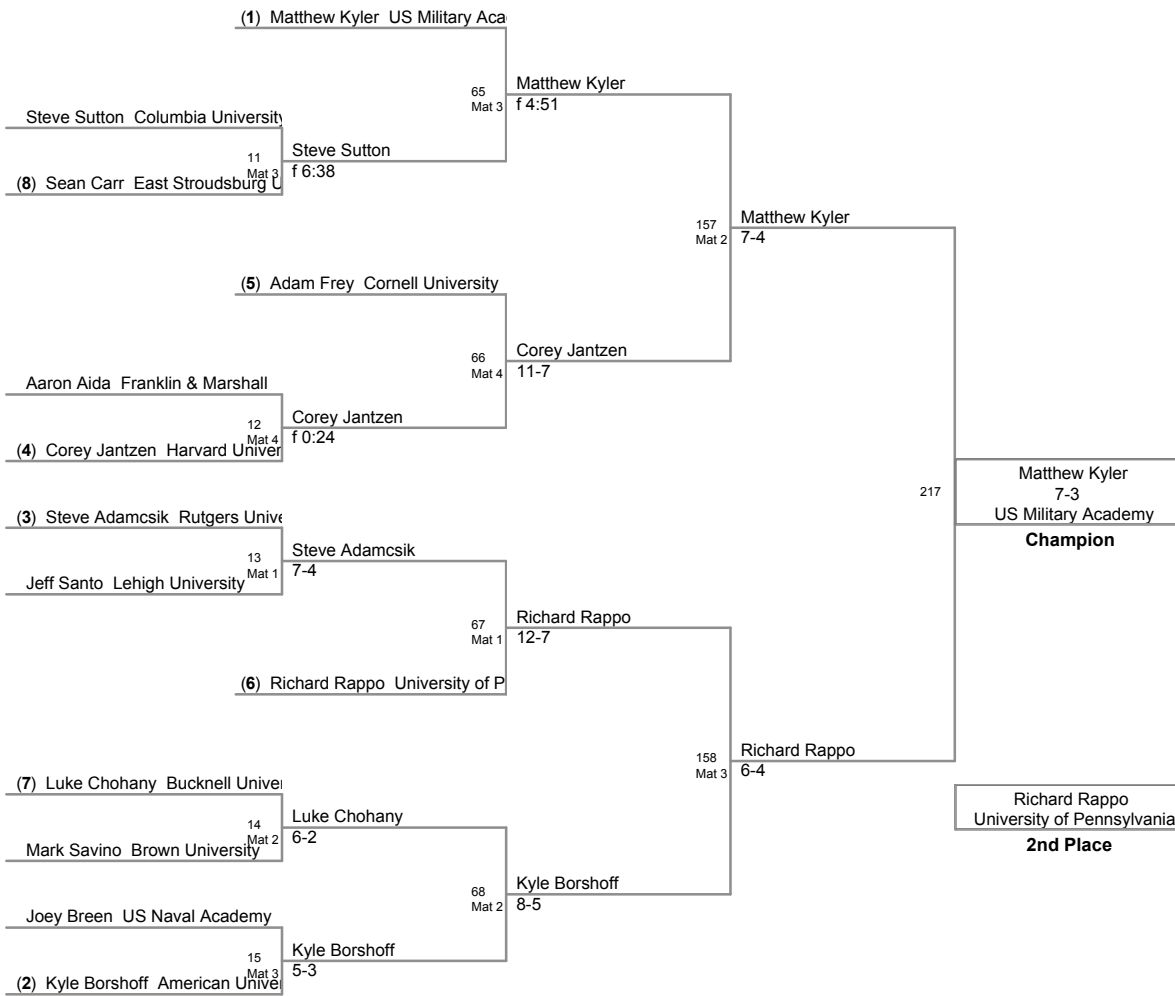 (1) Matthew Kyler US Military Aca
65
Mat 3
Matthew Kyler
f 4:51
Steve Sutton Columbia University
11
Mat 3
Steve Sutton
f 6:38
(8) Sean Carr East Stroudsburg U
157
Mat 2
Matthew Kyler
7-4
(5) Adam Frey Cornell University
66
Mat 4
Corey Jantzen
11-7
Aaron Aida Franklin & Marshall
12
Mat 4
Corey Jantzen
f 0:24
(4) Corey Jantzen Harvard Univer
217
Matthew Kyler
7-3
US Military Academy
Champion
(3) Steve Adamcsik Rutgers Unive
13
Mat 1
Steve Adamcsik
7-4
Jeff Santo Lehigh University
67
Mat 1
Richard Rappo
12-7
(6) Richard Rappo University of P
158
Mat 3
Richard Rappo
6-4
(7) Luke Chohany Bucknell Univer
14
Mat 2
Luke Chohany
6-2
Mark Savino Brown University
68
Mat 2
Kyle Borshoff
8-5
Joey Breen US Naval Academy
15
Mat 3
Kyle Borshoff
5-3
(2) Kyle Borshoff American Univer
Richard Rappo
University of Pennsylvania
2nd Place